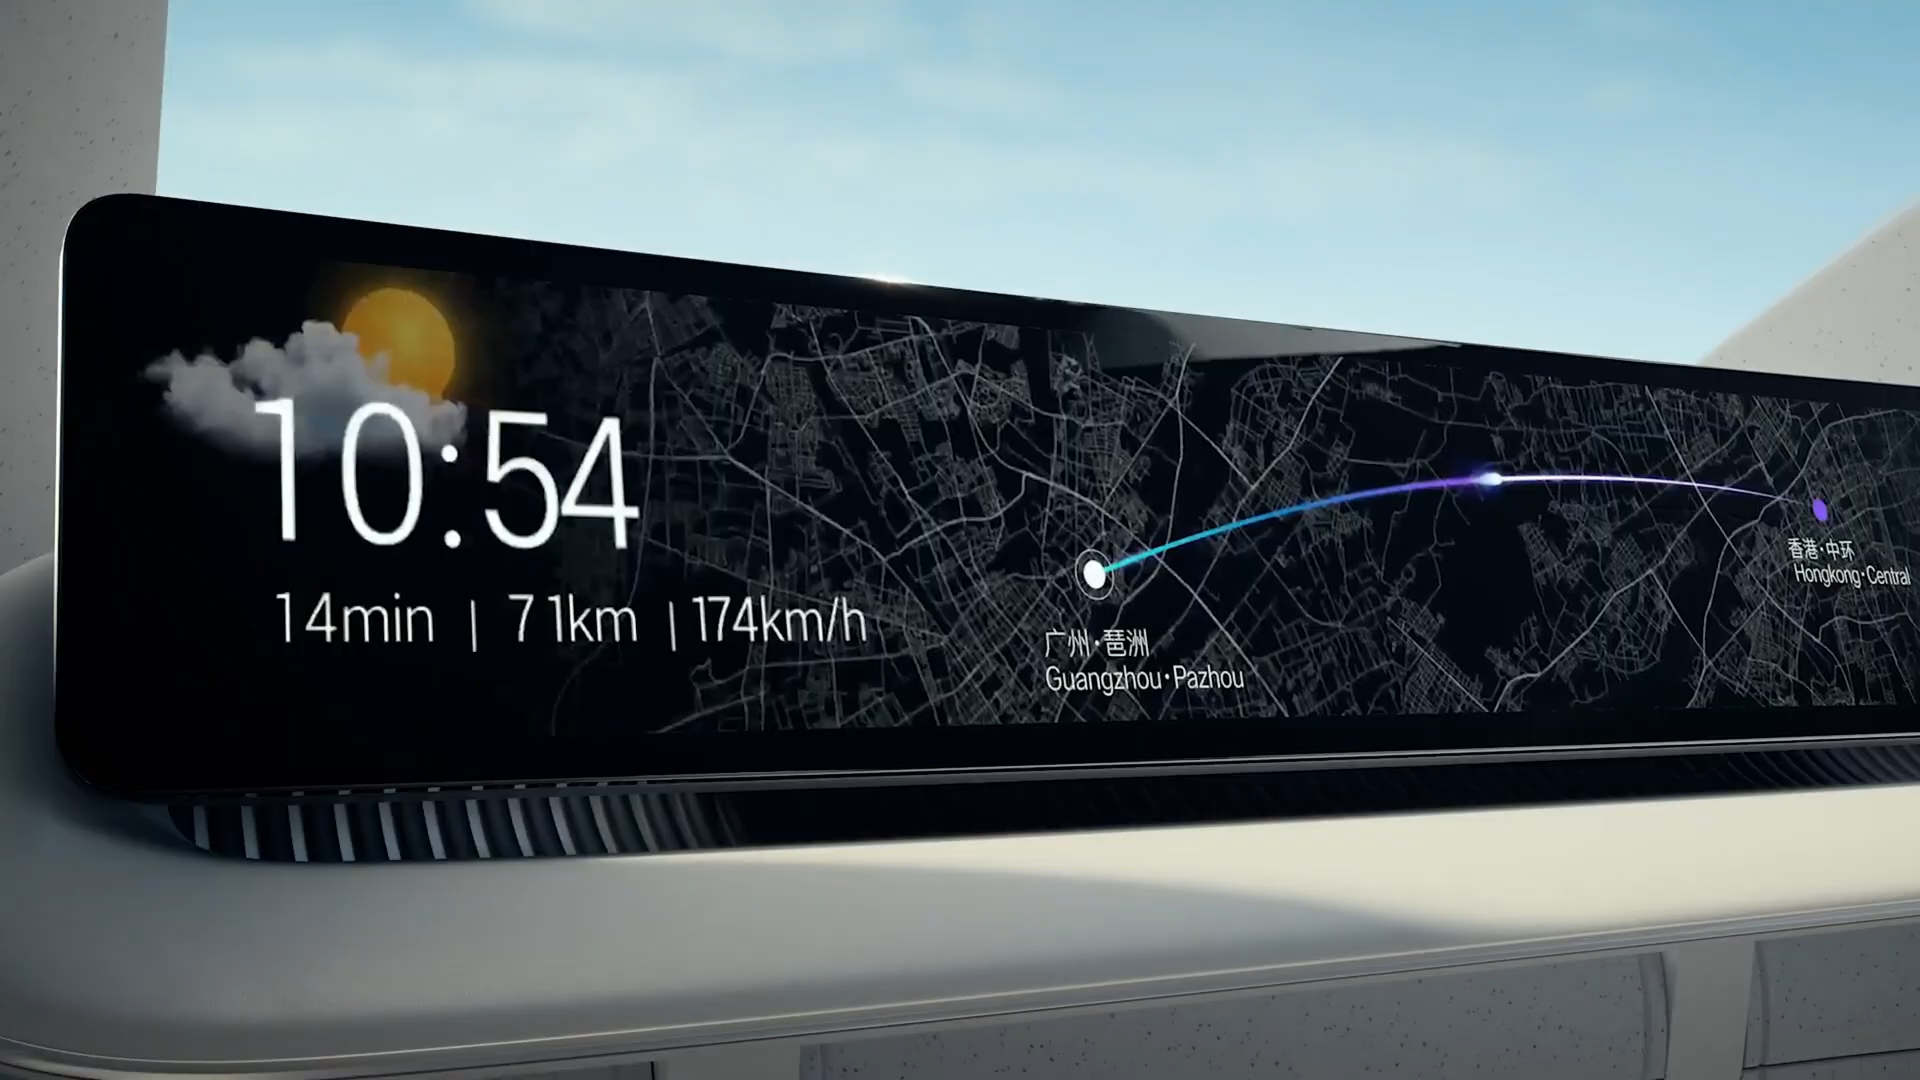 10:54
14min | 71km | 174km/h
广州·琶洲
Guangzhou·Pazhou
香港·中环
Hongkong·Central